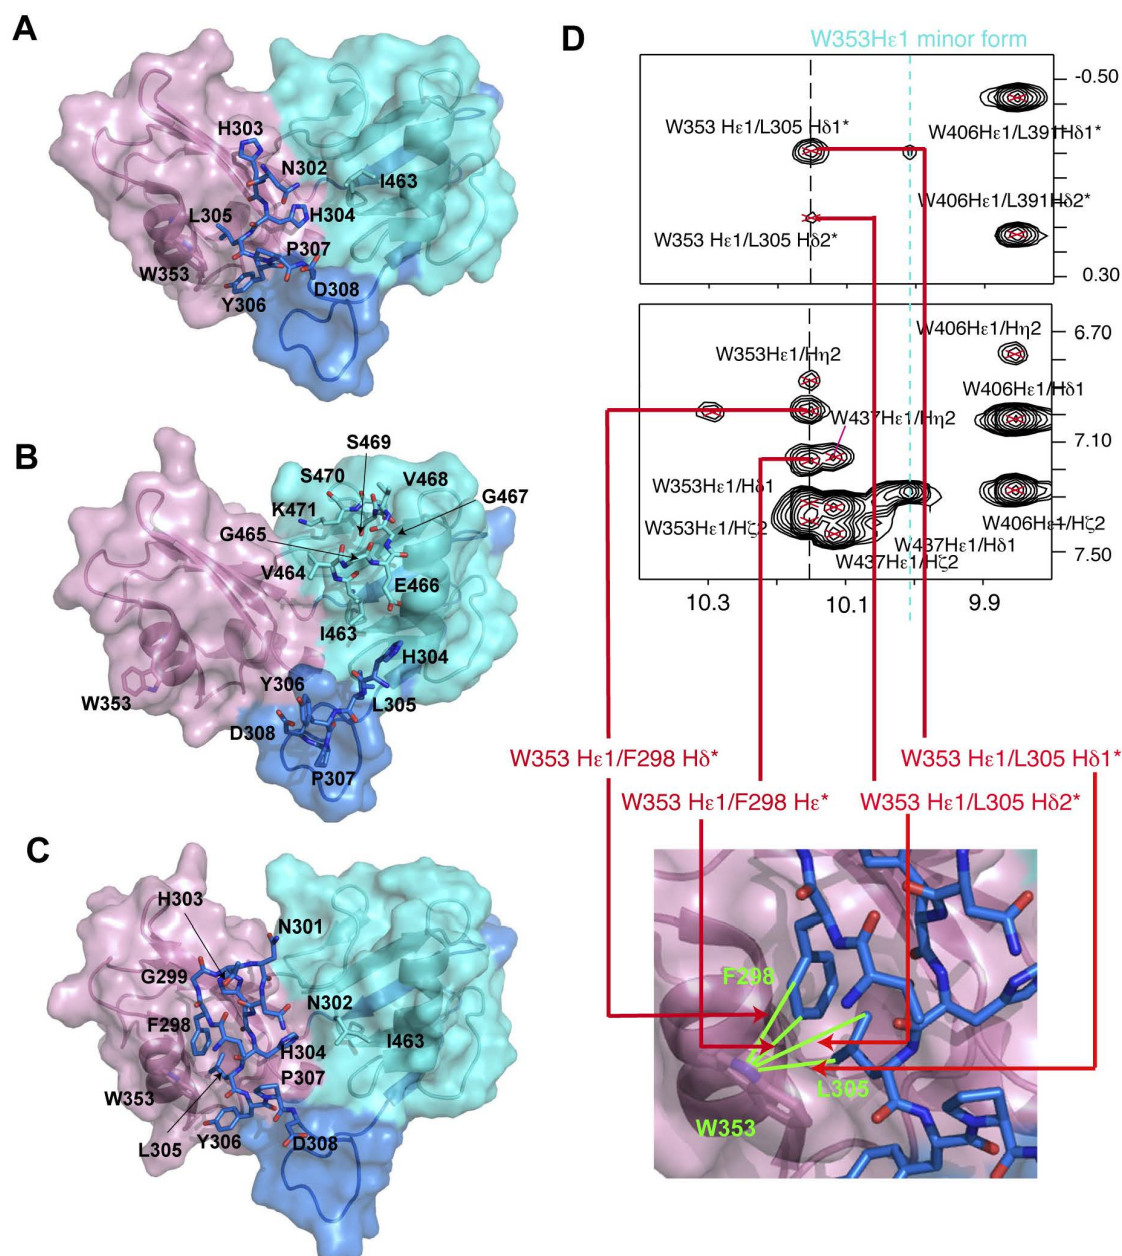 A
H303
N302
I463
L305
H304
P307
W353
Y306
D308
B
S469
S470
V468
G467
K471
G465
V464
E466
I463
H304
Y306
L305
W353
D308
P307
C
H303
N301
G299
N302
F298
I463
H304
P307
W353
Y306
D308
L305
D
W353Hε1 minor form
-0.50
W353 Hε1/L305 Hδ1*
W406Hε1/L391Hδ1*
W406Hε1/L391Hδ2*
W353 Hε1/L305 Hδ2*
0.30
W406Hε1/Hη2
6.70
W353Hε1/Hη2
W406Hε1/Hδ1
W437Hε1/Hη2
7.10
W353Hε1/Hδ1
W353Hε1/Hζ2
W406Hε1/Hζ2
W437Hε1/Hδ1
7.50
W437Hε1/Hζ2
10.3
10.1
9.9
W353 Hε1/F298 Hδ*
W353 Hε1/L305 Hδ1*
W353 Hε1/F298 Hε*
W353 Hε1/L305 Hδ2*
F298
L305
W353